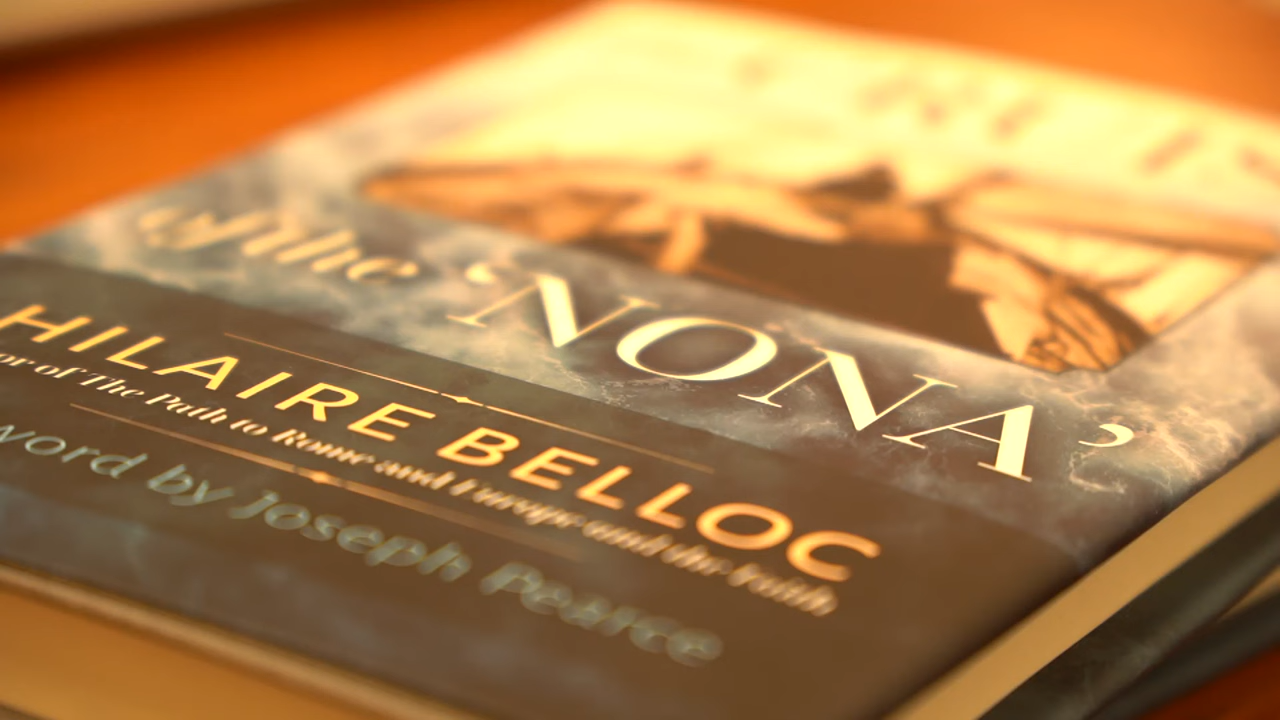 of the 'NONA'
HILAIRE BELLOC
or of The Path to Rome and Europe and the Faith
word by Joseph Pearce